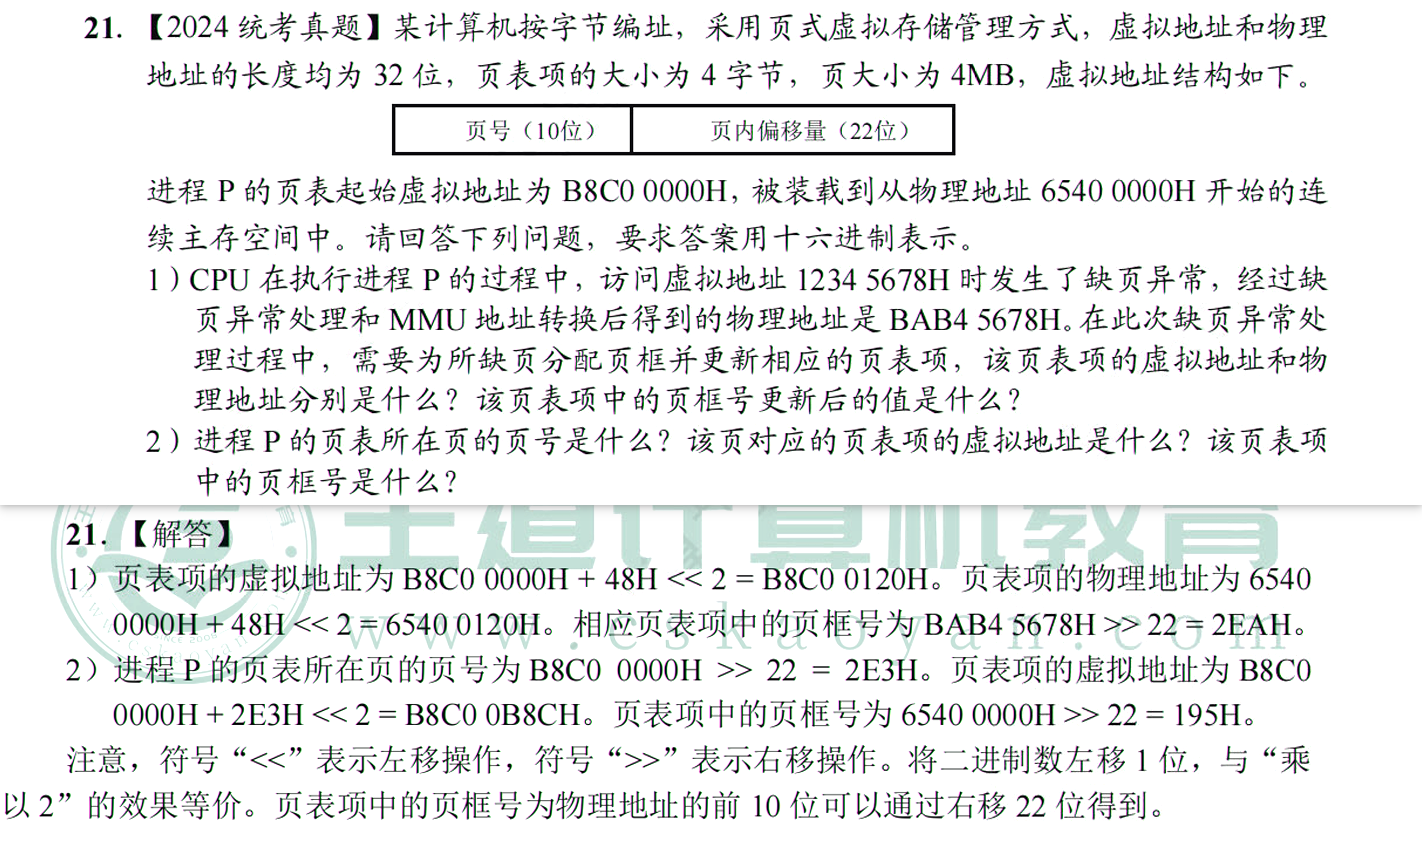 21. 【2024 统考真题】某计算机按字节编址，采用页式虚拟存储管理方式，虚拟地址和物理
地址的长度均为 32 位，页表项的大小为 4 字节，页大小为 4MB，虚拟地址结构如下。
页号（10位） 页内偏移量（22位）
进程 P 的页表起始虚拟地址为 B8C0 0000H，被装载到从物理地址 6540 0000H 开始的连
续主存空间中。请回答下列问题，要求答案用十六进制表示。
1）CPU 在执行进程 P 的过程中，访问虚拟地址 1234 5678H 时发生了缺页异常，经过缺
页异常处理和 MMU 地址转换后得到的物理地址是 BAB4 5678H。在此次缺页异常处
理过程中，需要为所缺页分配页框并更新相应的页表项，该页表项的虚拟地址和物
理地址分别是什么？该页表项中的页框号更新后的值是什么？
2）进程 P 的页表所在页的页号是什么？该页对应的页表项的虚拟地址是什么？该页表项
中的页框号是什么？
王道计算机教育
21. 【解答】
1）页表项的虚拟地址为 B8C0 0000H + 48H << 2 = B8C0 0120H。页表项的物理地址为 6540
0000H + 48H << 2 = 6540 0120H。相应页表项中的页框号为 BAB4 5678H >> 22 = 2EAH。
www.cskaoyan.com
2）进程 P 的页表所在页的页号为 B8C0 0000H >> 22 = 2E3H。页表项的虚拟地址为 B8C0
0000H + 2E3H << 2 = B8C0 0B8CH。页表项中的页框号为 6540 0000H >> 22 = 195H。
注意，符号“<<”表示左移操作，符号“>>”表示右移操作。将二进制数左移 1 位，与“乘
以 2”的效果等价。页表项中的页框号为物理地址的前 10 位可以通过右移 22 位得到。